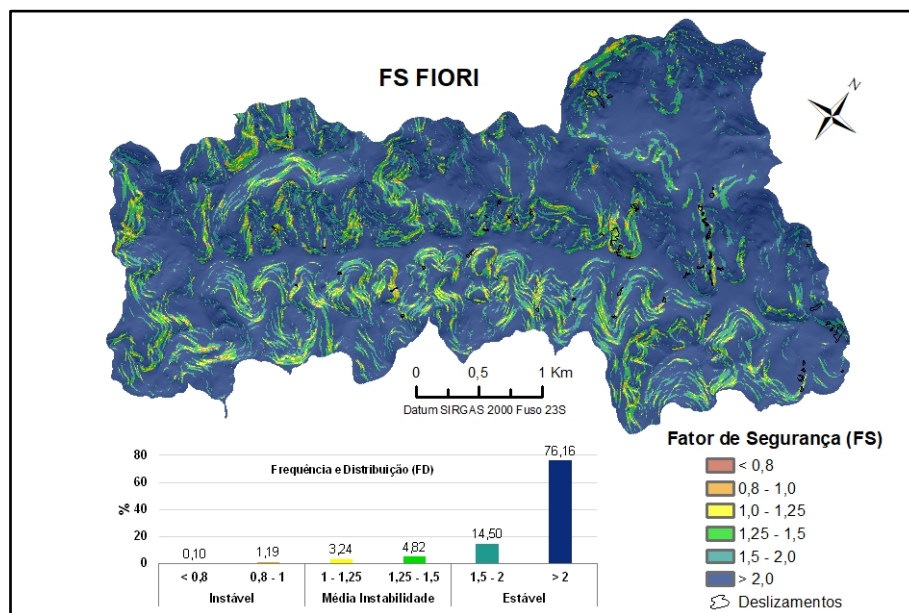 FS FIORI
N
0 0,5 1 Km
Datum SIRGAS 2000 Fuso 23S
Frequência e Distribuição (FD)
%
80
60
40
20
0
0,10
1,19
3,24
4,82
14,50
76,16
< 0,8 0,8 - 1 1 - 1,25 1,25 - 1,5 1,5 - 2 > 2
Instável Média Instabilidade Estável
Fator de Segurança (FS)
< 0,8
0,8 - 1,0
1,0 - 1,25
1,25 - 1,5
1,5 - 2,0
> 2,0
Deslizamentos